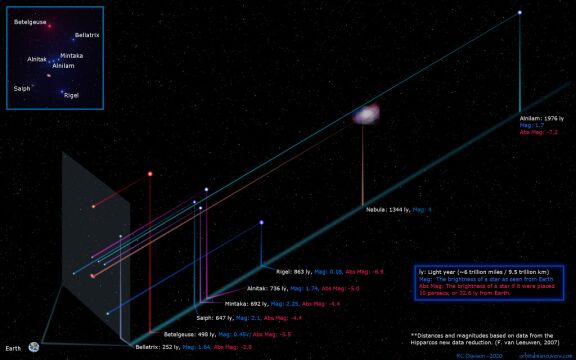 Betelgeuse
Bellatrix
Mintaka
Alnitak
Alnilam
Saiph
Rigel
Alnilam: 1976 ly
Mag: 1.7
Abs Mag: -7.2
Nebula: 1344 ly, Mag: 4
Rigel: 863 ly, Mag: 0.18, Abs Mag: -6.9
Alnitak: 736 ly, Mag: 1.74, Abs Mag: -5.0
Mintaka: 692 ly, Mag: 2.25, Abs Mag: -4.4
Saiph: 647 ly, Mag: 2.1, Abs Mag: -4.4
Betelgeuse: 498 ly, Mag: 0.45v, Abs Mag: -5.5
Bellatrix: 252 ly, Mag: 1.64, Abs Mag: -2.8
Earth
ly: Light year (~6 trillion miles / 9.5 trillion km)
Mag: The brightness of a star as seen from Earth
Abs Mag: The brightness of a star if it were placed
10 parsecs, or 32.6 ly from Earth.
**Distances and magnitudes based on data from the
Hipparcos new data reduction. (F. van Leeuwen, 2007)
RC Davison - 2020